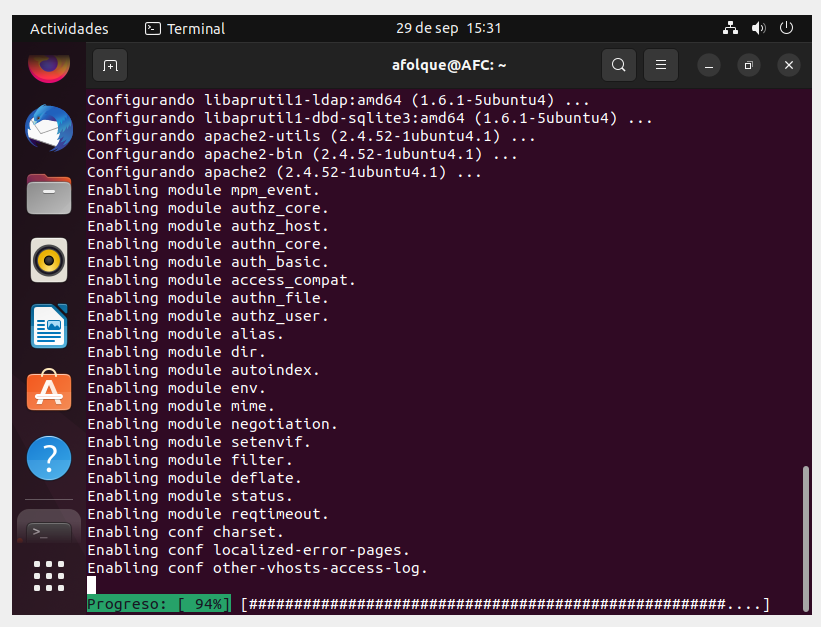 Actividades
Terminal
29 de sep 15:31
afolque@AFC: ~
Configurando libaprutil1-ldap:amd64 (1.6.1-5ubuntu4) ...
Configurando libaprutil1-dbd-sqlite3:amd64 (1.6.1-5ubuntu4) ...
Configurando apache2-utils (2.4.52-1ubuntu4.1) ...
Configurando apache2-bin (2.4.52-1ubuntu4.1) ...
Configurando apache2 (2.4.52-1ubuntu4.1) ...
Enabling module mpm_event.
Enabling module authz_core.
Enabling module authz_host.
Enabling module authn_core.
Enabling module auth_basic.
Enabling module access_compat.
Enabling module authn_file.
Enabling module authz_user.
Enabling module alias.
Enabling module dir.
Enabling module autoindex.
Enabling module env.
Enabling module mime.
Enabling module negotiation.
Enabling module setenvif.
Enabling module filter.
Enabling module deflate.
Enabling module status.
Enabling module reqtimeout.
Enabling conf charset.
Enabling conf localized-error-pages.
Enabling conf other-vhosts-access-log.
Progreso: [ 94%] [#####################################################....]